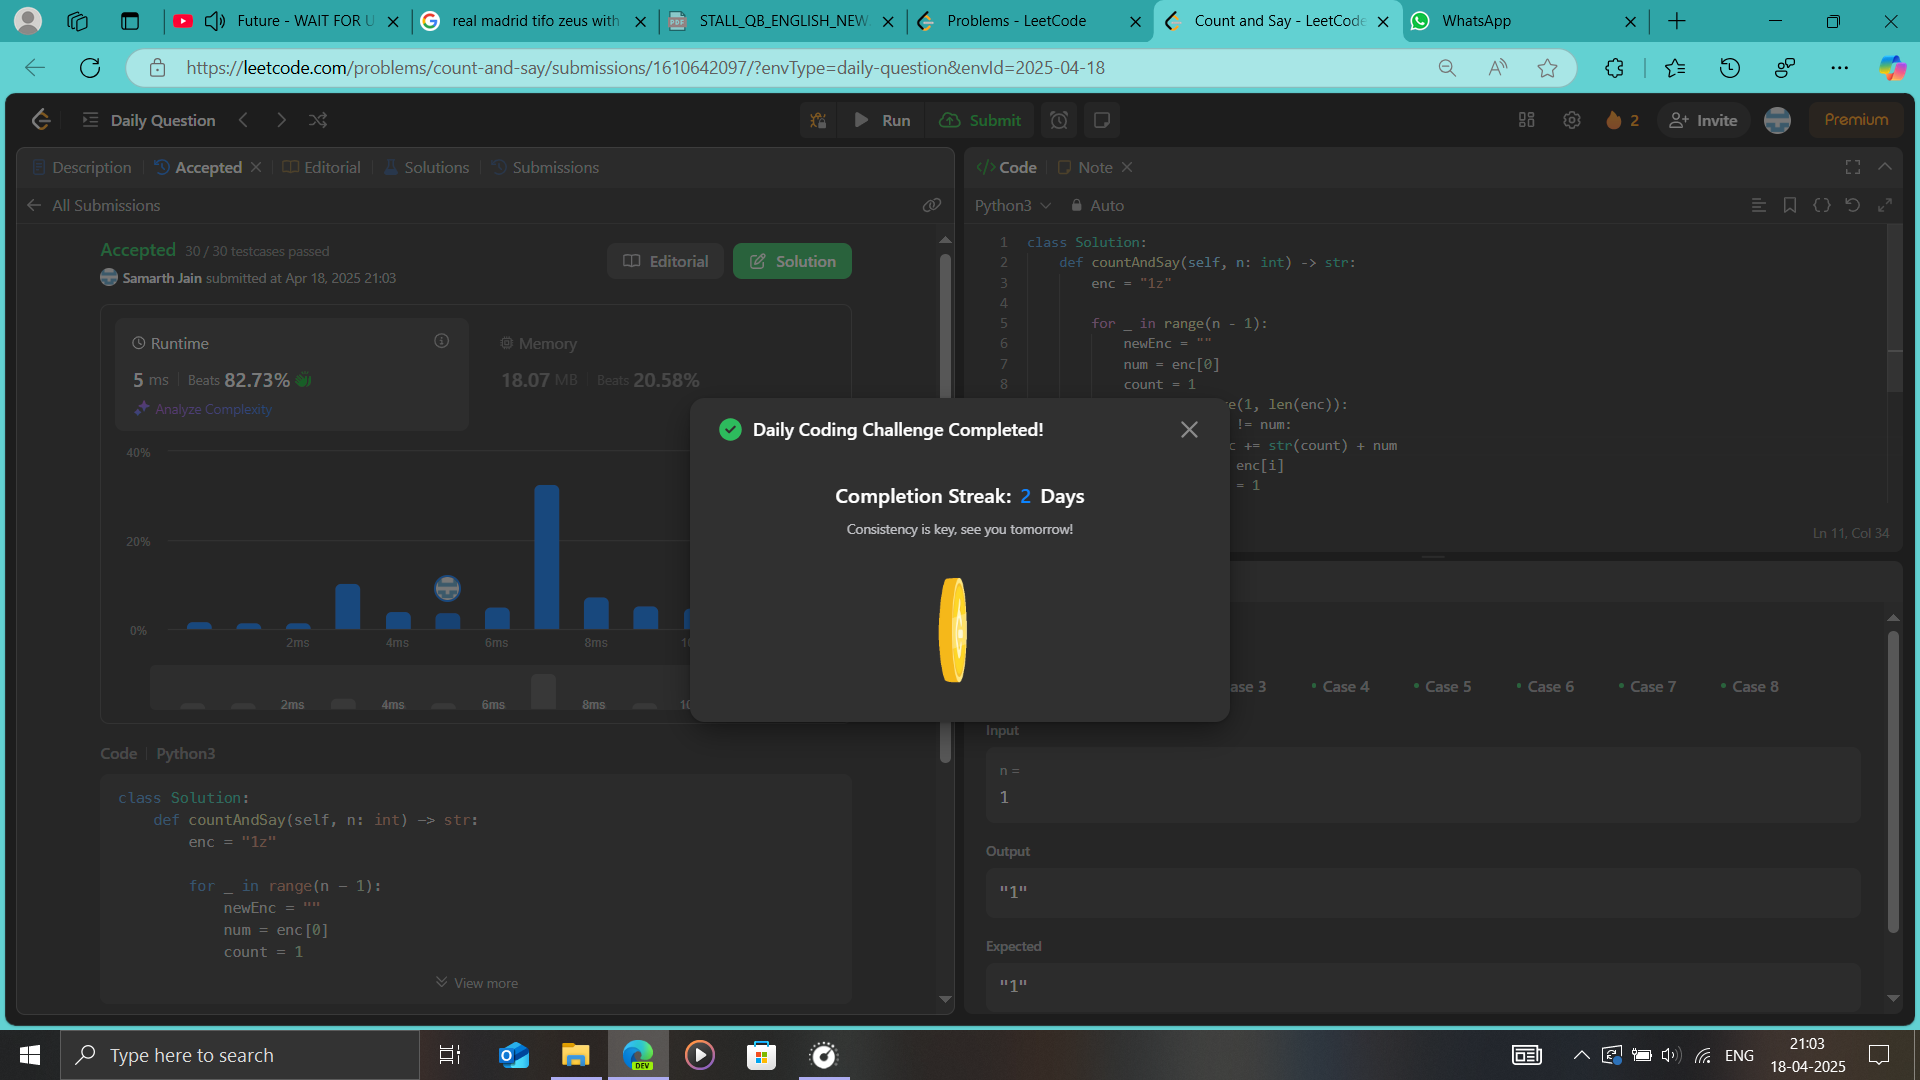 Future - WAIT FOR U
real madrid tifo zeus with
STALL_QB_ENGLISH_NEW
Problems - LeetCode
Count and Say - LeetCode
WhatsApp
https://leetcode.com/problems/count-and-say/submissions/1610642097/?envType=daily-question&envId=2025-04-18
Daily Question
Run
Submit
2
Invite
Premium
Description
Accepted
Editorial
Solutions
Submissions
All Submissions
Accepted 30 / 30 testcases passed
Samarth Jain submitted at Apr 18, 2025 21:03
Editorial
Solution
Runtime
5 ms Beats 82.73%
Analyze Complexity
Memory
18.07 MB Beats 20.58%
40%
20%
0%
2ms 4ms 6ms 8ms 10
2ms 4ms 6ms 8ms 10
Code | Python3
class Solution:
def countAndSay(self, n: int) -> str:
enc = "1z"
for _ in range(n - 1):
newEnc = ""
num = enc[0]
count = 1
View more
Code
Note
Python3
Auto
1 class Solution:
2 def countAndSay(self, n: int) -> str:
3 enc = "1z"
4
5 for _ in range(n - 1):
6 newEnc = ""
7 num = enc[0]
8 count = 1
e(1, len(enc)):
!= num:
c += str(count) + num
enc[i]
= 1
Ln 11, Col 34
Daily Coding Challenge Completed!
Completion Streak: 2 Days
Consistency is key, see you tomorrow!
ase 3
Case 4
Case 5
Case 6
Case 7
Case 8
Input
n =
1
Output
"1"
Expected
"1"
Type here to search
DEV
ENG
21:03
18-04-2025